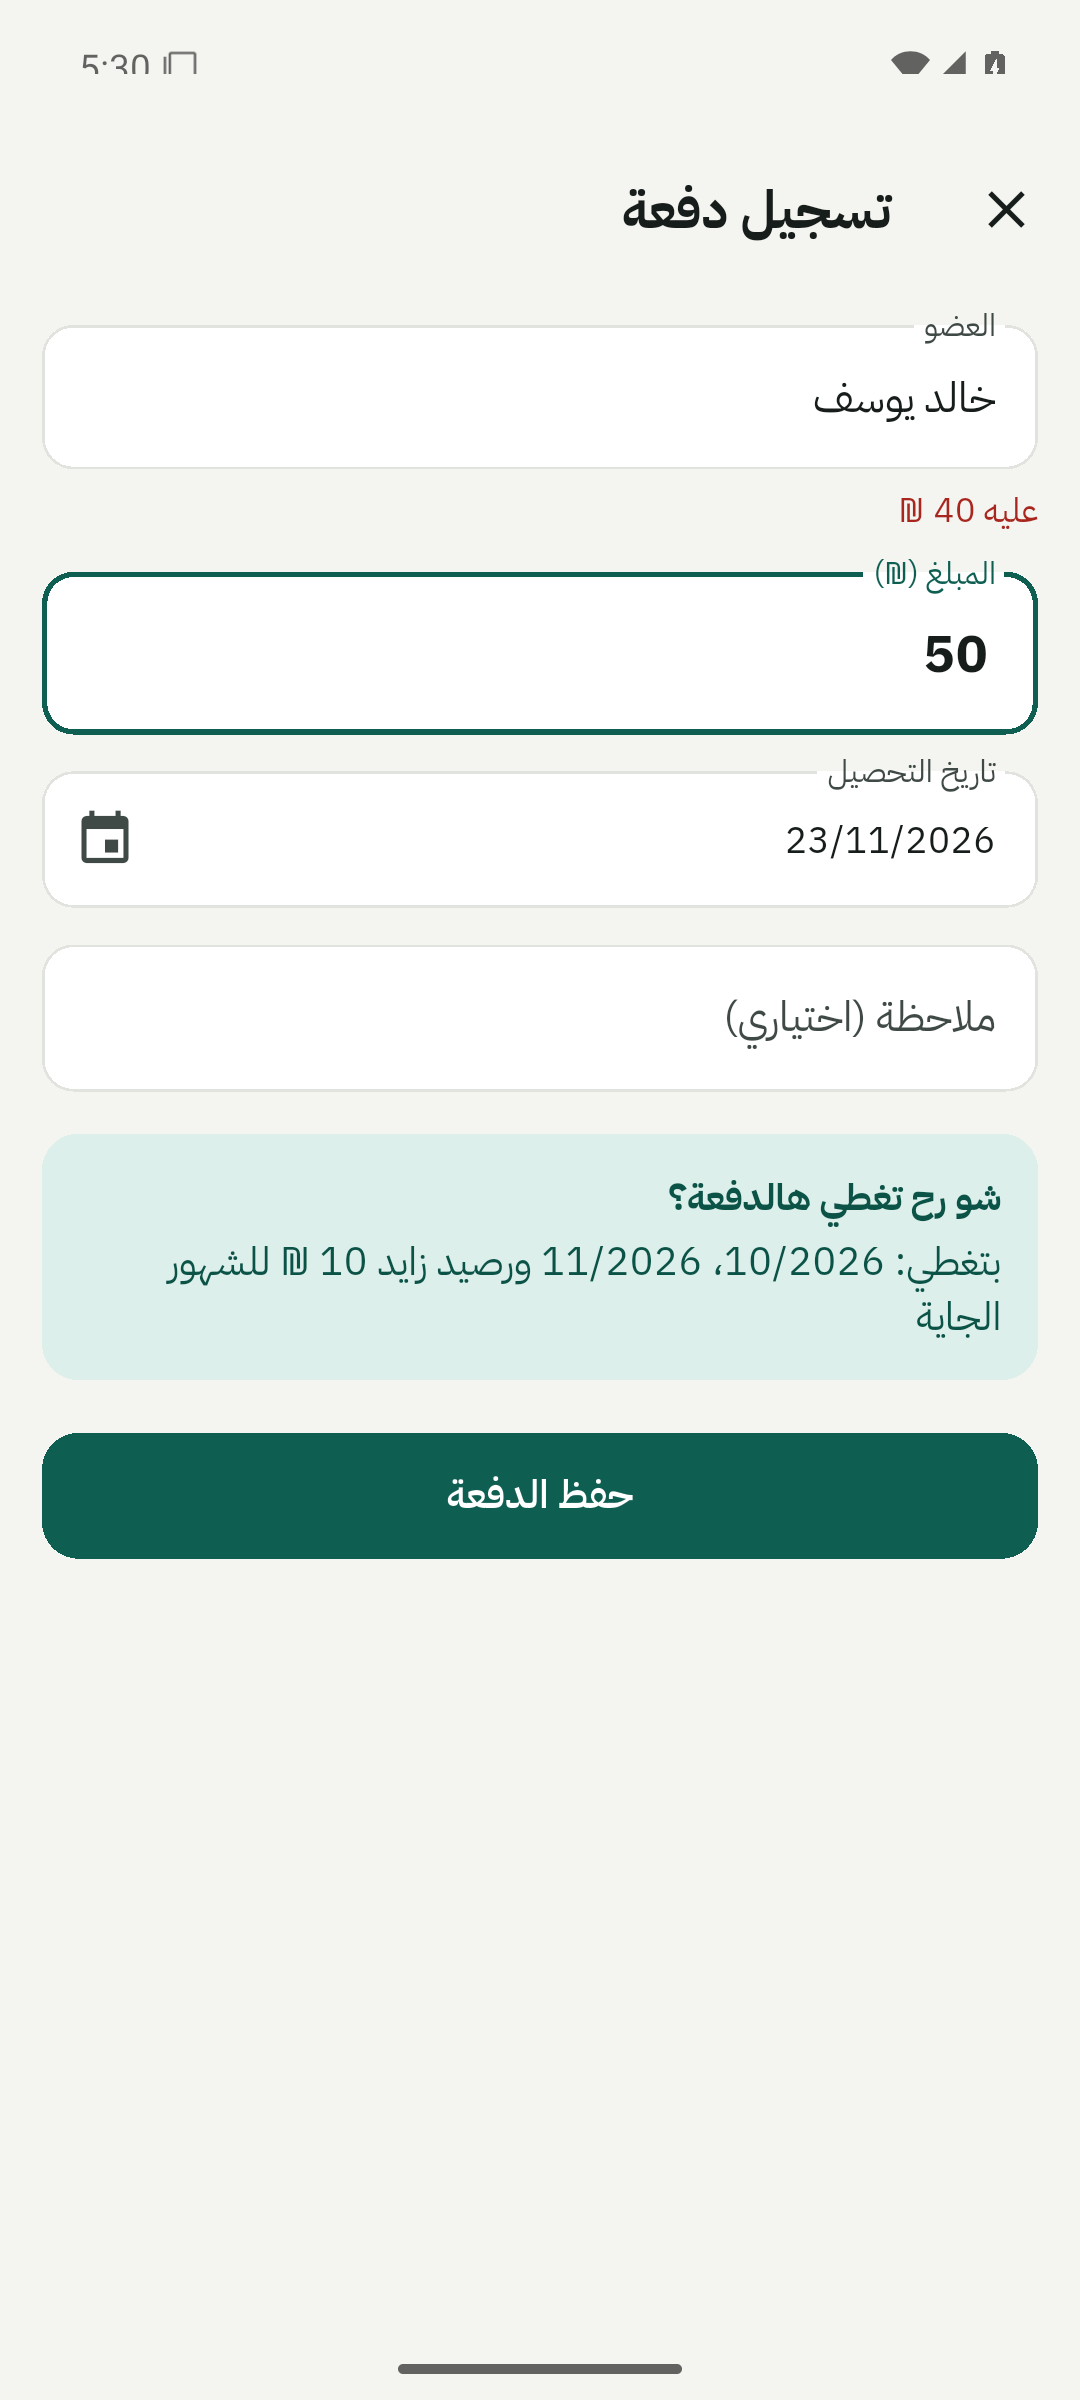 5:30
تسجيل دفعة
العضو
خالد يوسف
عليه 40 ₪
المبلغ (₪)
50
تاريخ التحصيل
23/11/2026
ملاحظة (اختياري)
شو رح تغطي هالدفعة؟
بتغطي: 10/2026، 11/2026 ورصيد زايد 10 ₪ للشهور
الجاية
حفظ الدفعة